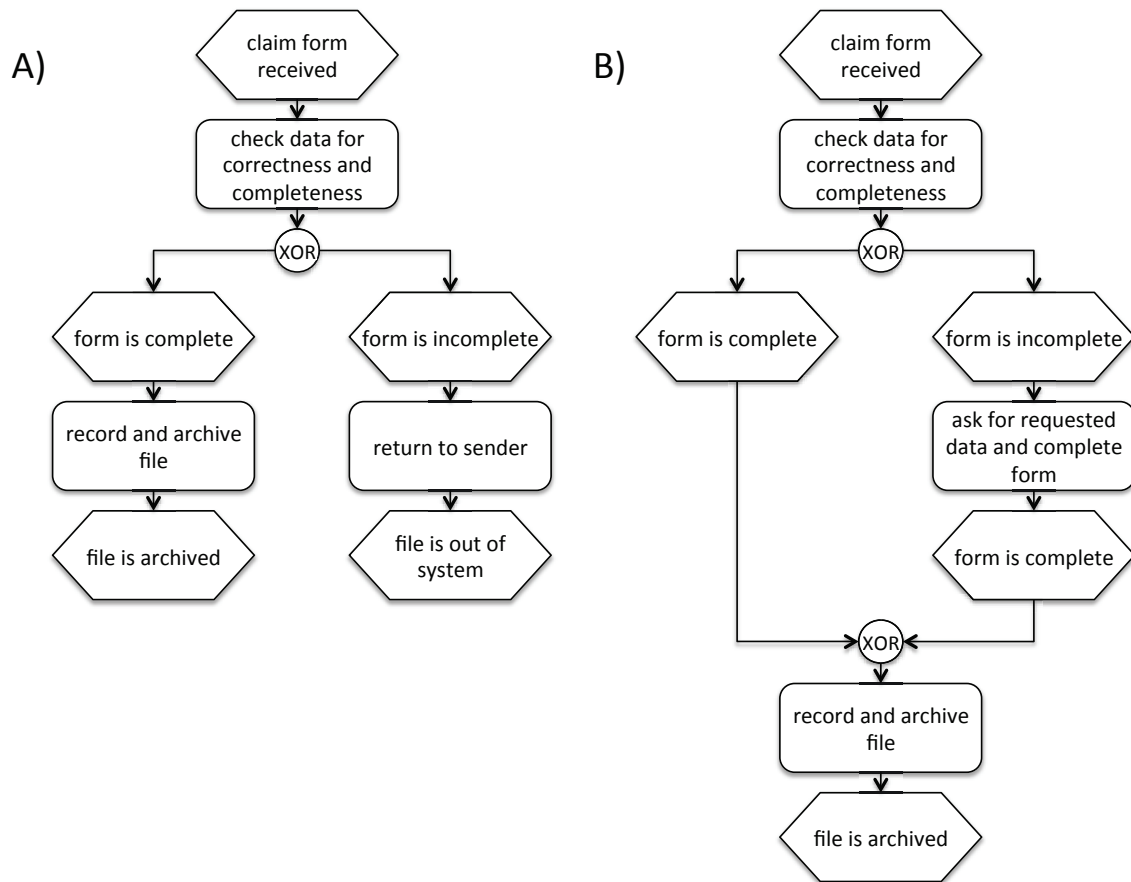 A)
claim form
received
check data for
correctness and
completeness
XOR
form is complete
form is incomplete
record and archive
file
return to sender
file is archived
file is out of
system
B)
claim form
received
check data for
correctness and
completeness
XOR
form is complete
form is incomplete
ask for requested
data and complete
form
form is complete
XOR
record and archive
file
file is archived